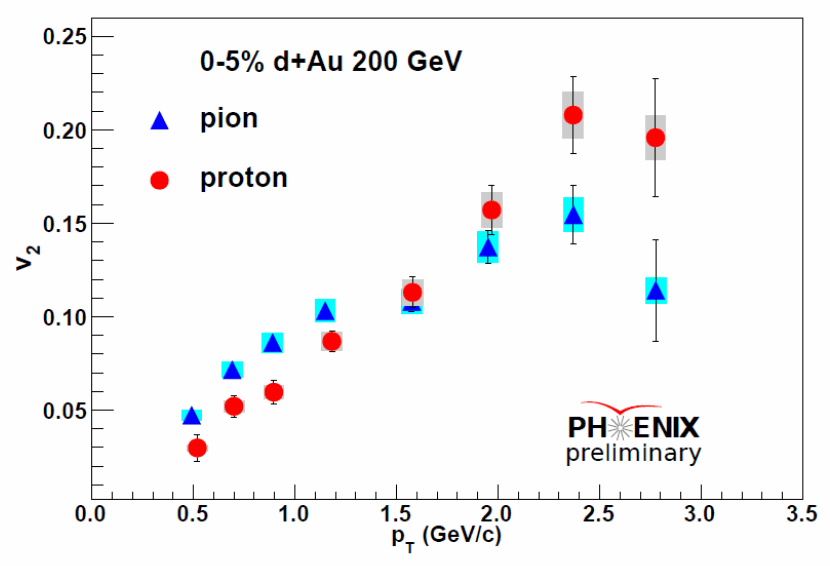 0.25
0-5% d+Au 200 GeV
pion
0.20
proton
0.15
v2
0.10
0.05
PHENIX
preliminary
0.0 0.5 1.0 1.5 2.0 2.5 3.0 3.5
pT (GeV/c)